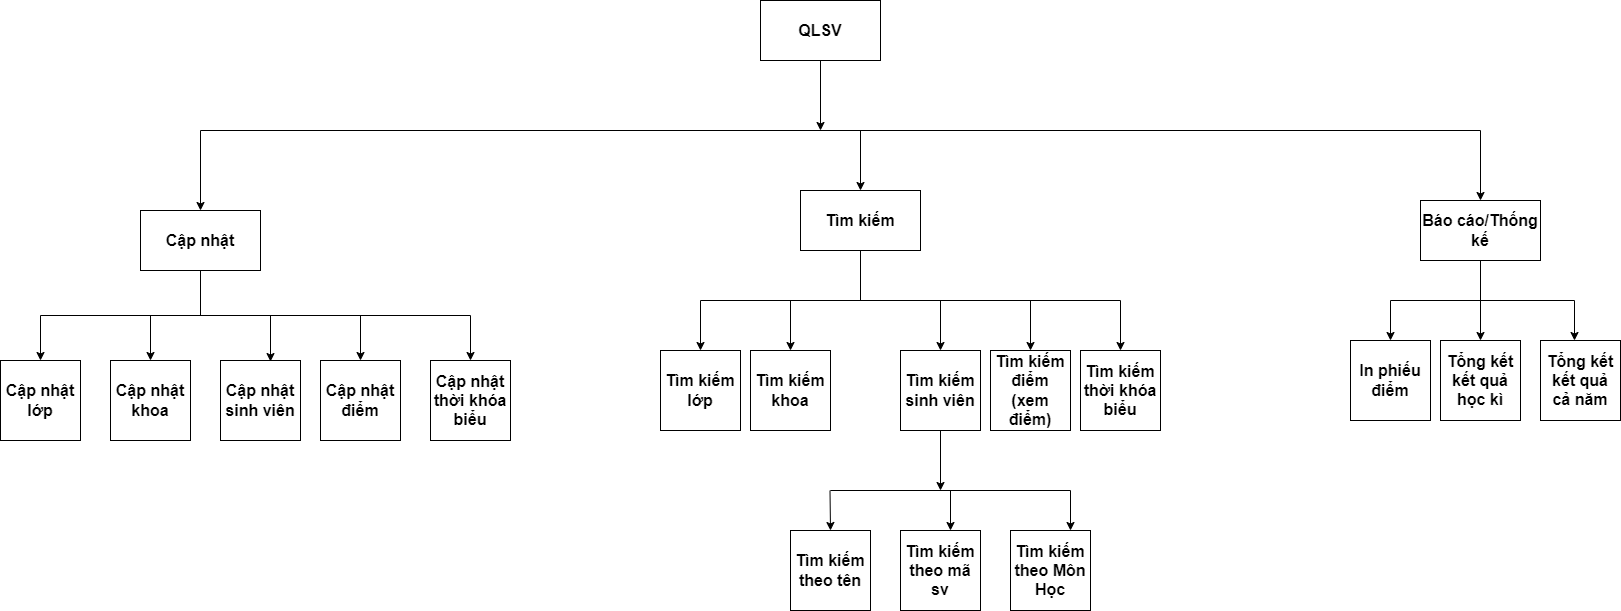 QLSV
Cập nhật
Tìm kiếm
Báo cáo/Thống
kế
Cập nhật
lớp
Cập nhật
khoa
Cập nhật
sinh viên
Cập nhật
điểm
Cập nhật
thời khóa
biểu
Tìm kiếm
lớp
Tìm kiếm
khoa
Tìm kiếm
sinh viên
Tìm kiếm
điểm
(xem
điểm)
Tìm kiếm
thời khóa
biểu
In phiếu
điểm
Tổng kết
kết quả
học kì
Tổng kết
kết quả
cả năm
Tìm kiếm
theo tên
Tìm kiếm
theo mã
sv
Tìm kiếm
theo Môn
Học